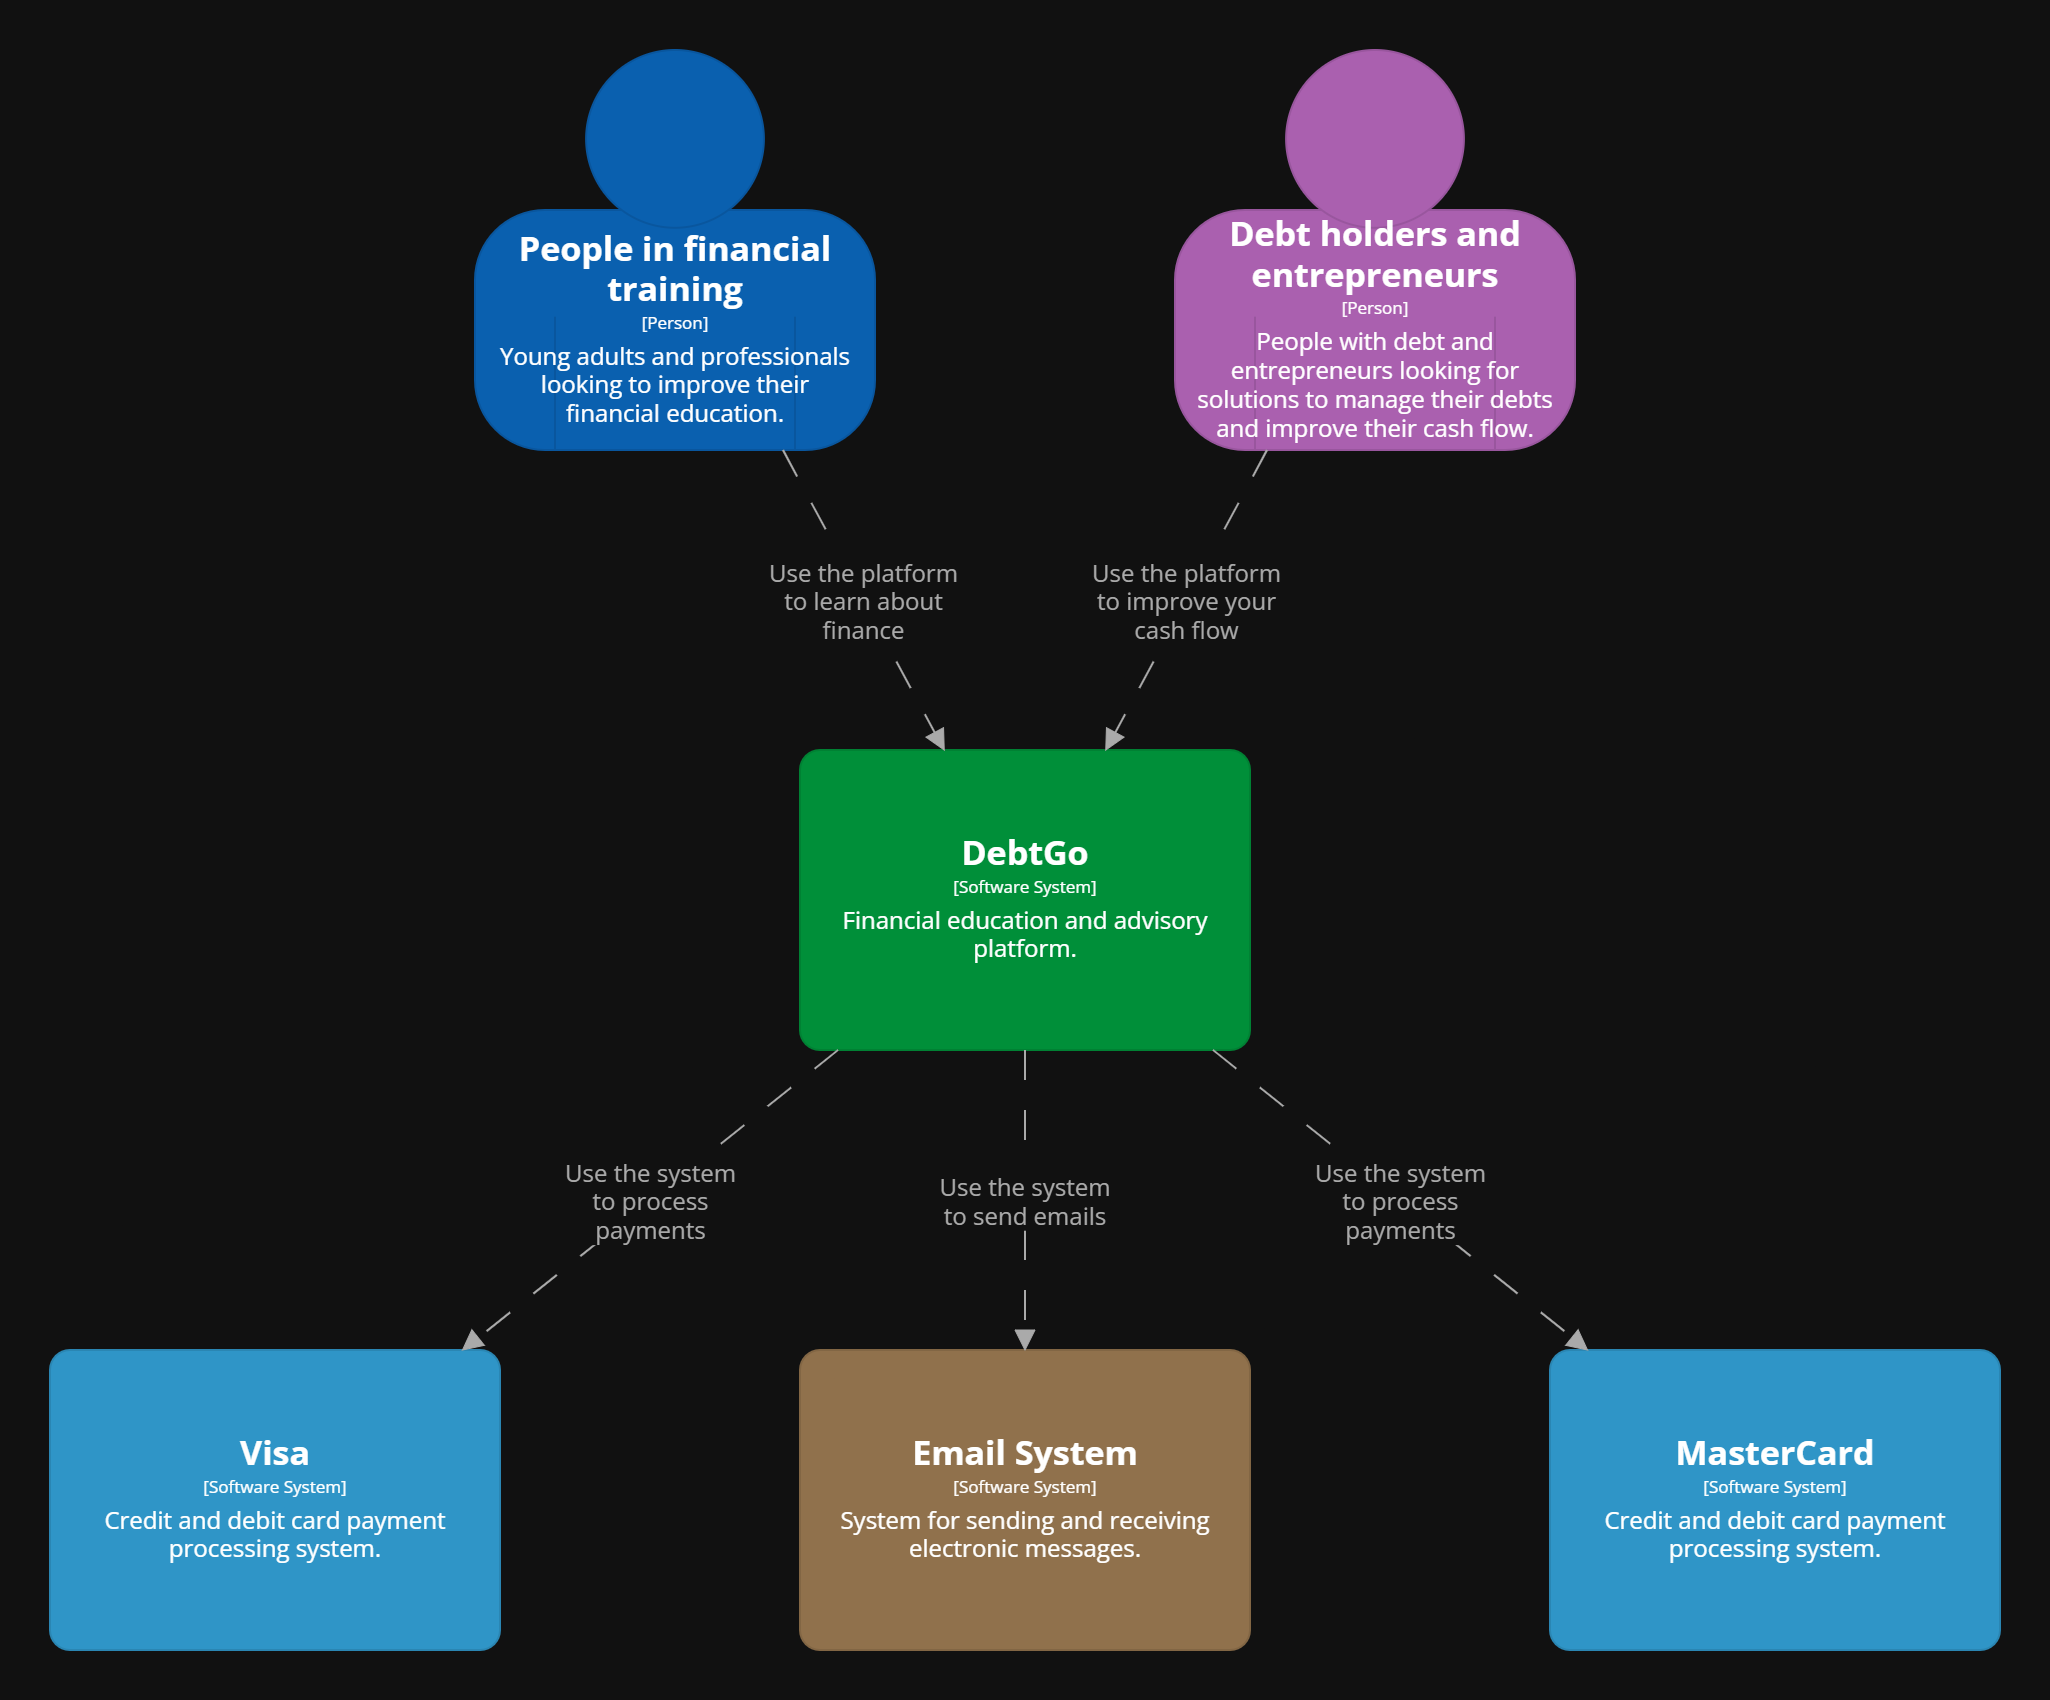 People in financial
training
[Person]
Young adults and professionals
looking to improve their
financial education.
Debt holders and
entrepreneurs
[Person]
People with debt and
entrepreneurs looking for
solutions to manage their debts
and improve their cash flow.
Use the platform
to learn about
finance
Use the platform
to improve your
cash flow
DebtGo
[Software System]
Financial education and advisory
platform.
Use the system
to process
payments
Use the system
to send emails
Use the system
to process
payments
Visa
[Software System]
Credit and debit card payment
processing system.
Email System
[Software System]
System for sending and receiving
electronic messages.
MasterCard
[Software System]
Credit and debit card payment
processing system.